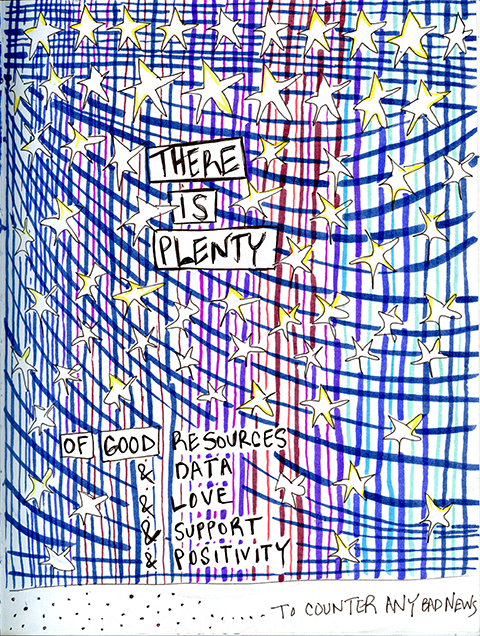 THERE
IS
PLENTY
OF GOOD RESOURCES
& DATA
& LOVE
& SUPPORT
& POSITIVITY
TO COUNTER ANY BAD NEWS